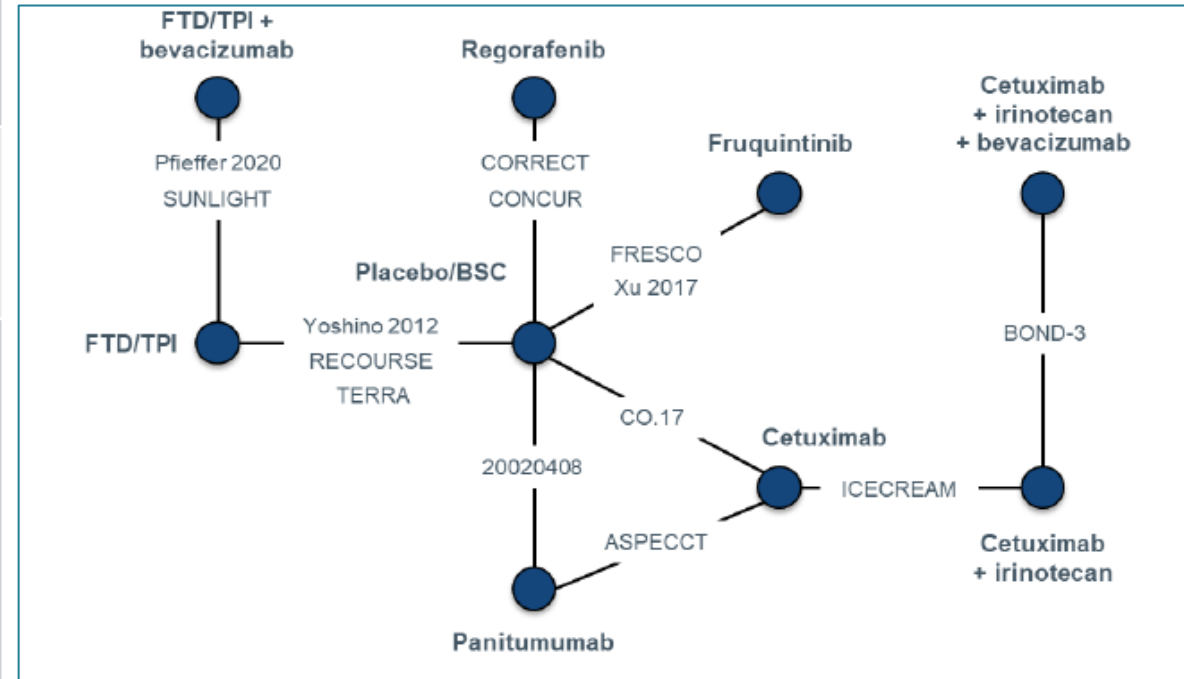 FTD/TPI +
bevacizumab
Regorafenib
Cetuximab
+ irinotecan
+ bevacizumab
Fruquintinib
Pfieffer 2020
SUNLIGHT
CORRECT
CONCUR
FRESCO
Xu 2017
Placebo/BSC
FTD/TPI
Yoshino 2012
RECOURSE
TERRA
BOND-3
CO.17
Cetuximab
20020408
ICECREAM
ASPECCT
Cetuximab
+ irinotecan
Panitumumab